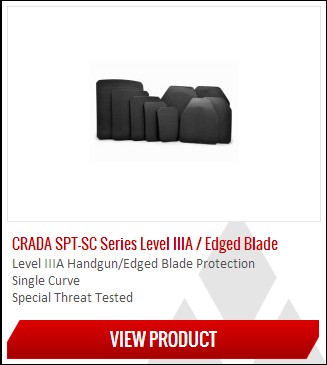 CRADA SPT-SC Series Level IIIA / Edged Blade
Level IIIA Handgun/Edged Blade Protection
Single Curve
Special Threat Tested
VIEW PRODUCT